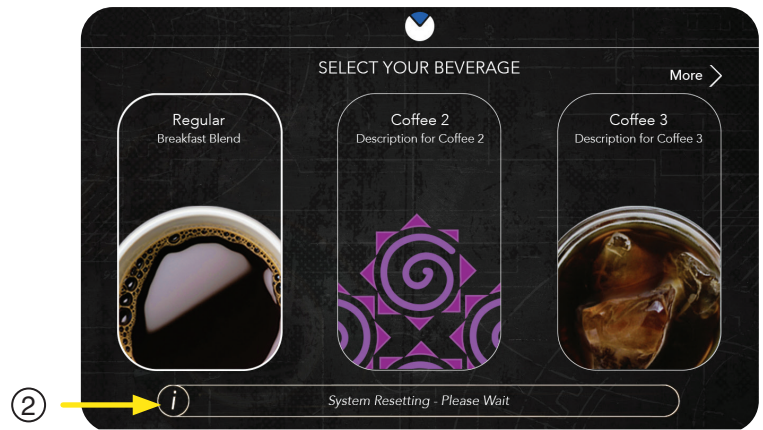 SELECT YOUR BEVERAGE
More
Regular
Breakfast Blend
Coffee 2
Description for Coffee 2
Coffee 3
Description for Coffee 3
2
i
System Resetting - Please Wait